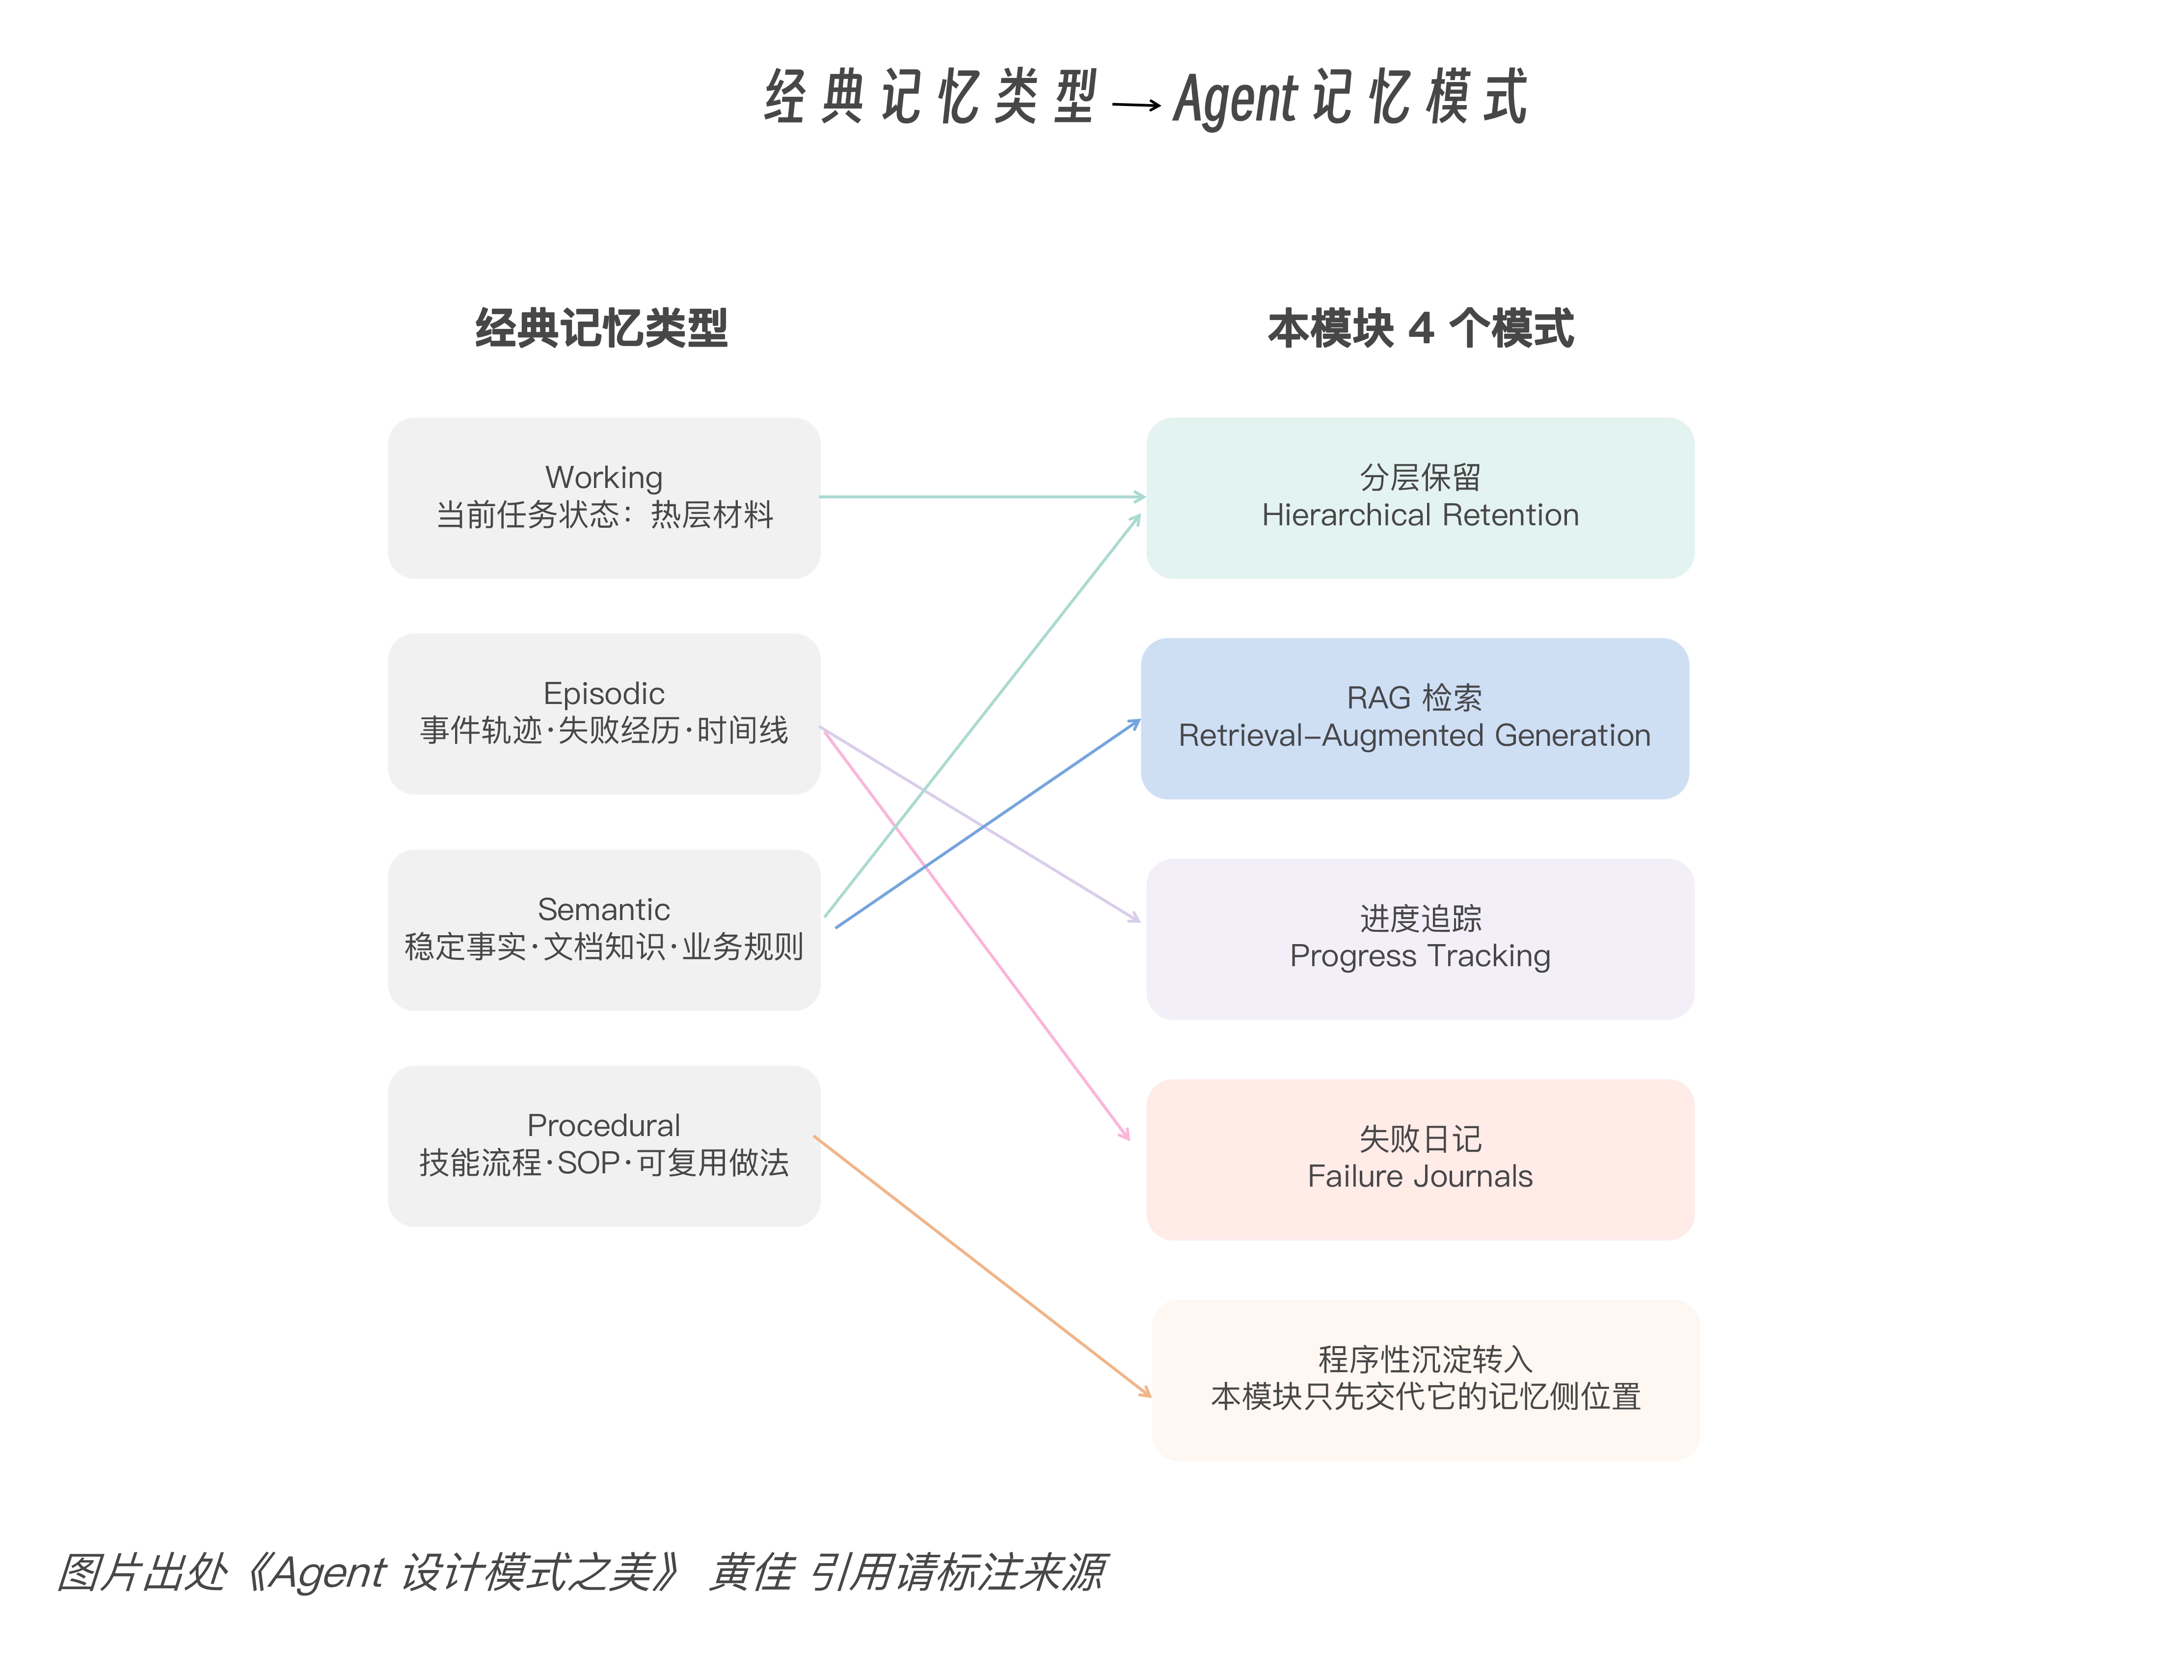 经典记忆类型→Agent 记忆模式
经典记忆类型
本模块 4 个模式
Working
当前任务状态：热层材料
分层保留
Hierarchical Retention
Episodic
事件轨迹·失败经历·时间线
RAG 检索
Retrieval-Augmented Generation
Semantic
稳定事实·文档知识·业务规则
进度追踪
Progress Tracking
Procedural
技能流程·SOP·可复用做法
失败日记
Failure Journals
程序性沉淀转入
本模块只先交代它的记忆侧位置
图片出处《Agent 设计模式之美》 黄佳 引用请标注来源